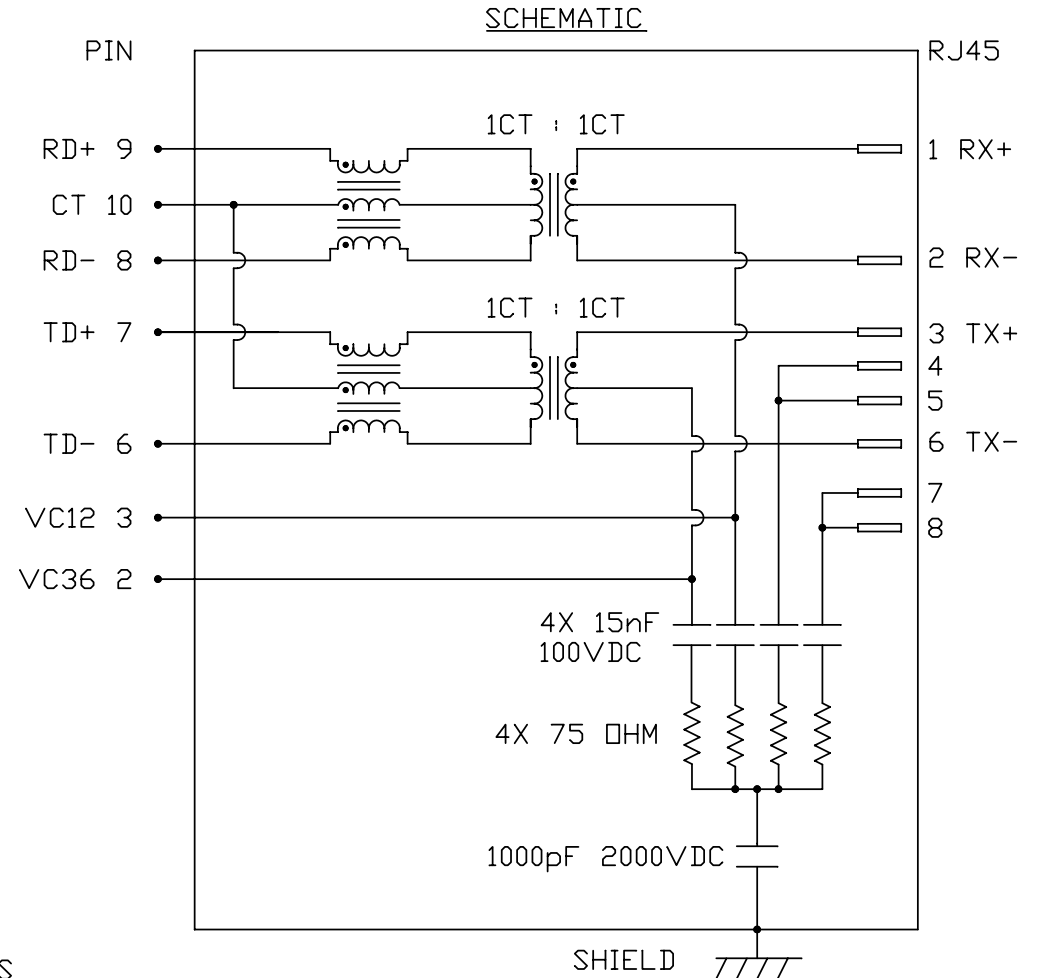 SCHEMATIC
PIN
RJ45
1CT : 1CT
RD+ 9
1 RX+
CT 10
RD- 8
2 RX-
1CT : 1CT
TD+ 7
3 TX+
4
5
TD- 6
6 TX-
7
VC12 3
8
VC36 2
4X 15nF
100VDC
4X 75 OHM
1000pF 2000VDC
SHIELD
S